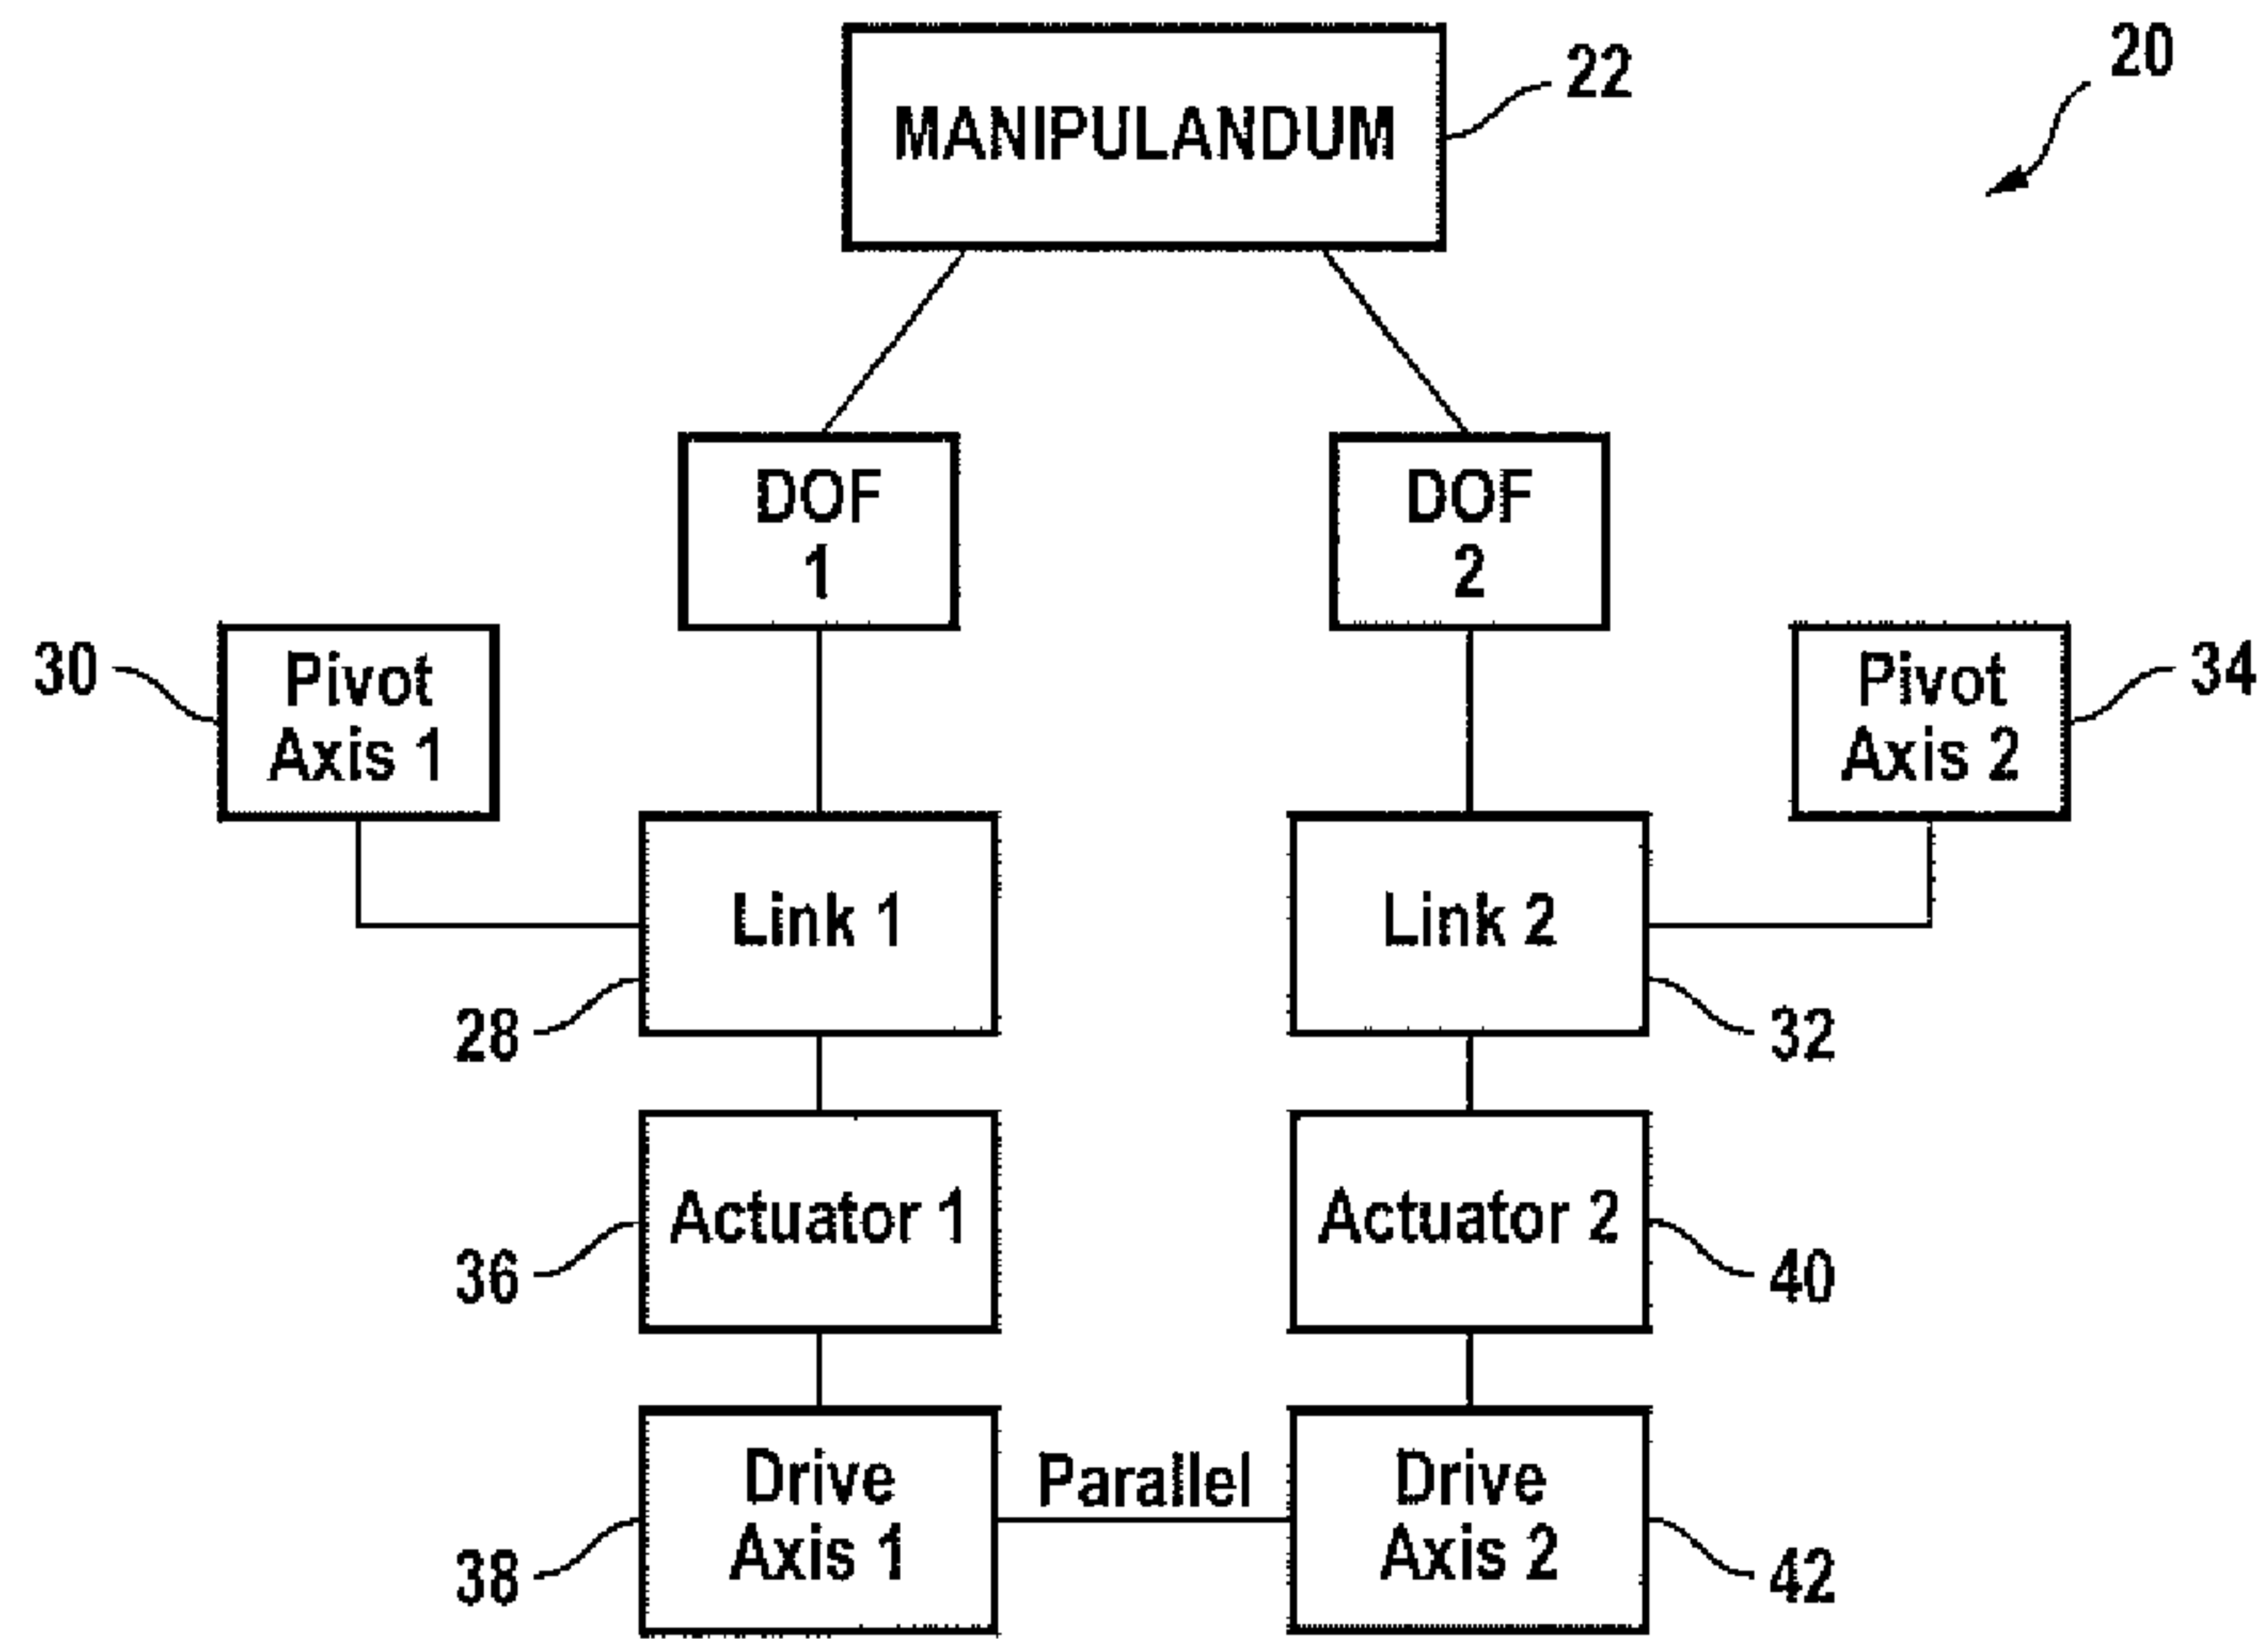 20
22
MANIPULANDUM
DOF
1
DOF
2
30
Pivot
Axis 1
Pivot
Axis 2
34
Link 1
28
Link 2
32
Actuator 1
36
Actuator 2
40
Drive
Axis 1
38
Parallel
Drive
Axis 2
42